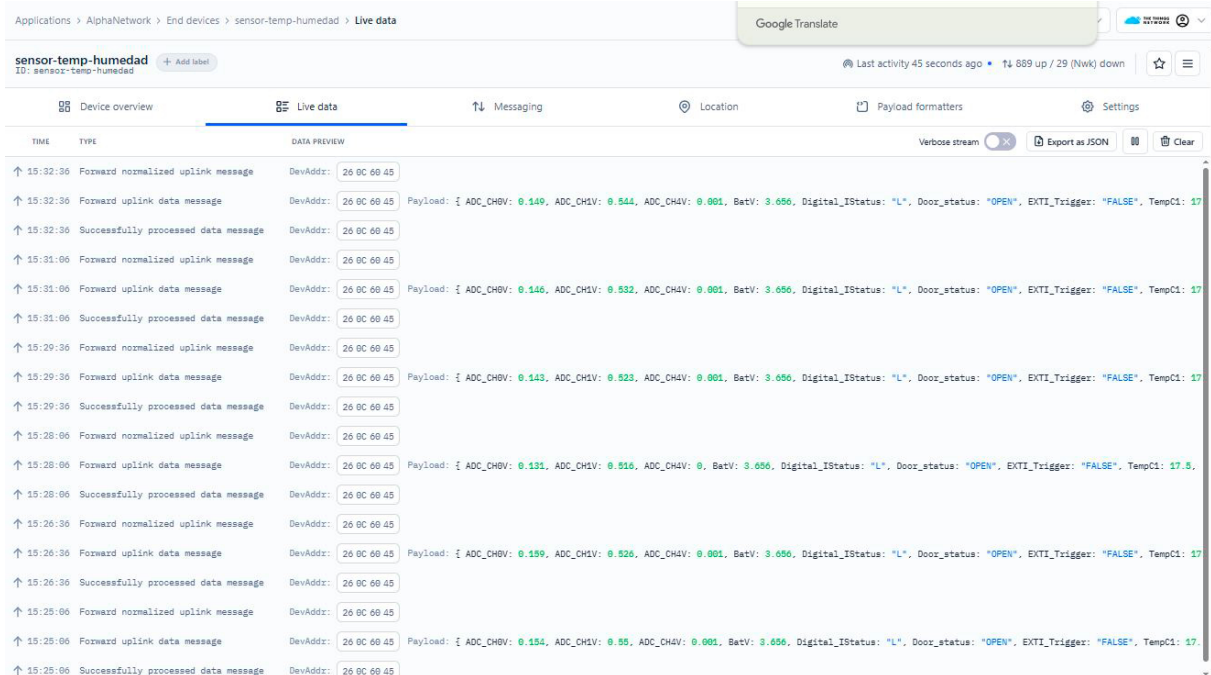 Applications > AlphaNetwork > End devices > sensor-temp-humedad > Live data
Google Translate
THE THINGS NETWORK
sensor-temp-humedad + Add label
ID: sensor-temp-humedad
Last activity 45 seconds ago • ↑↓ 889 up / 29 (Nwk) down
Device overview Live data Messaging Location Payload formatters Settings
TIME TYPE DATA PREVIEW Verbose stream Export as JSON Clear
↑ 15:32:36 Forward normalized uplink message DevAddr: 26 0C 60 45
↑ 15:32:36 Forward uplink data message DevAddr: 26 0C 60 45 Payload: { ADC_CH0V: 0.149, ADC_CH1V: 0.544, ADC_CH4V: 0.001, BatV: 3.656, Digital_IStatus: "L", Door_status: "OPEN", EXTI_Trigger: "FALSE", TempC1: 17
↑ 15:32:36 Successfully processed data message DevAddr: 26 0C 60 45
↑ 15:31:06 Forward normalized uplink message DevAddr: 26 0C 60 45
↑ 15:31:06 Forward uplink data message DevAddr: 26 0C 60 45 Payload: { ADC_CH0V: 0.146, ADC_CH1V: 0.532, ADC_CH4V: 0.001, BatV: 3.656, Digital_IStatus: "L", Door_status: "OPEN", EXTI_Trigger: "FALSE", TempC1: 17
↑ 15:31:06 Successfully processed data message DevAddr: 26 0C 60 45
↑ 15:29:36 Forward normalized uplink message DevAddr: 26 0C 60 45
↑ 15:29:36 Forward uplink data message DevAddr: 26 0C 60 45 Payload: { ADC_CH0V: 0.143, ADC_CH1V: 0.523, ADC_CH4V: 0.001, BatV: 3.656, Digital_IStatus: "L", Door_status: "OPEN", EXTI_Trigger: "FALSE", TempC1: 17
↑ 15:29:36 Successfully processed data message DevAddr: 26 0C 60 45
↑ 15:28:06 Forward normalized uplink message DevAddr: 26 0C 60 45
↑ 15:28:06 Forward uplink data message DevAddr: 26 0C 60 45 Payload: { ADC_CH0V: 0.131, ADC_CH1V: 0.516, ADC_CH4V: 0, BatV: 3.656, Digital_IStatus: "L", Door_status: "OPEN", EXTI_Trigger: "FALSE", TempC1: 17.5,
↑ 15:28:06 Successfully processed data message DevAddr: 26 0C 60 45
↑ 15:26:36 Forward normalized uplink message DevAddr: 26 0C 60 45
↑ 15:26:36 Forward uplink data message DevAddr: 26 0C 60 45 Payload: { ADC_CH0V: 0.159, ADC_CH1V: 0.526, ADC_CH4V: 0.001, BatV: 3.656, Digital_IStatus: "L", Door_status: "OPEN", EXTI_Trigger: "FALSE", TempC1: 17
↑ 15:26:36 Successfully processed data message DevAddr: 26 0C 60 45
↑ 15:25:06 Forward normalized uplink message DevAddr: 26 0C 60 45
↑ 15:25:06 Forward uplink data message DevAddr: 26 0C 60 45 Payload: { ADC_CH0V: 0.154, ADC_CH1V: 0.55, ADC_CH4V: 0.001, BatV: 3.656, Digital_IStatus: "L", Door_status: "OPEN", EXTI_Trigger: "FALSE", TempC1: 17.
↑ 15:25:06 Successfully processed data message DevAddr: 26 0C 60 45